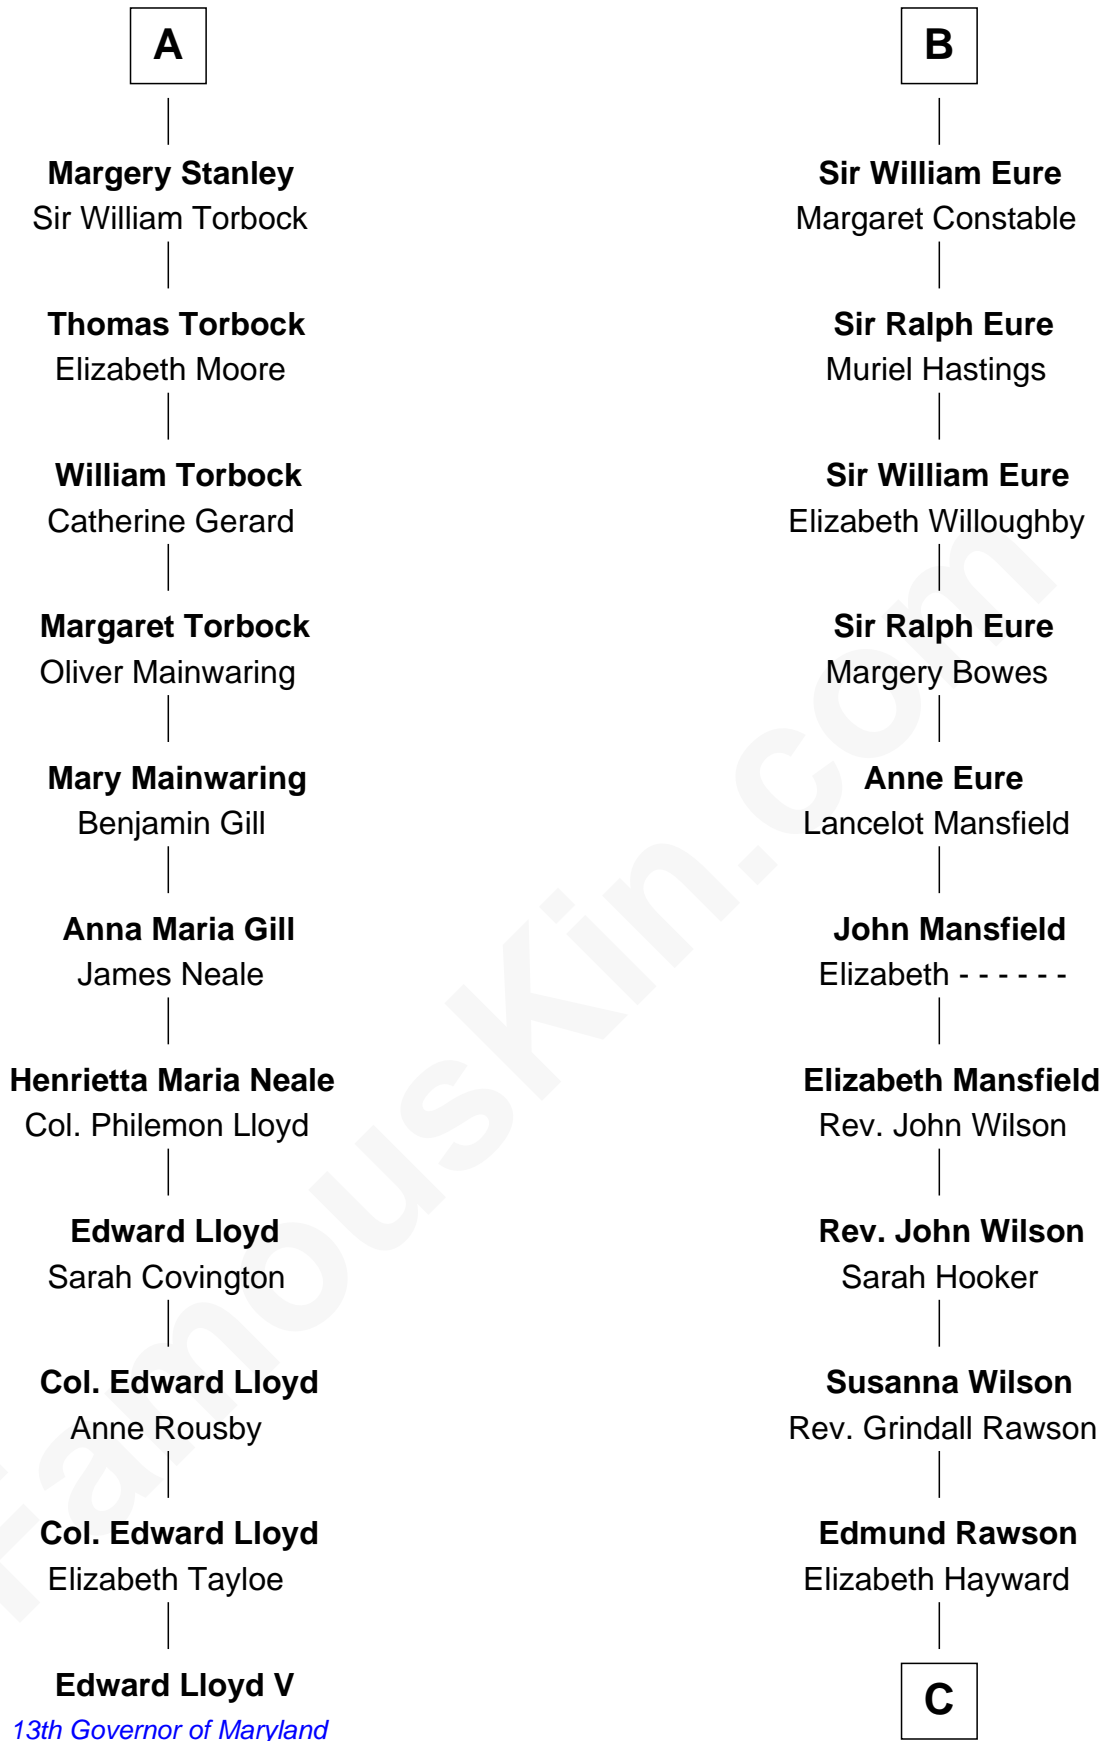 A
Margery Stanley
Sir William Torbock
Thomas Torbock
Elizabeth Moore
William Torbock
Catherine Gerard
Margaret Torbock
Oliver Mainwaring
Mary Mainwaring
Benjamin Gill
Anna Maria Gill
James Neale
Henrietta Maria Neale
Col. Philemon Lloyd
Edward Lloyd
Sarah Covington
Col. Edward Lloyd
Anne Rousby
Col. Edward Lloyd
Elizabeth Tayloe
Edward Lloyd V
13th Governor of Maryland
B
Sir William Eure
Margaret Constable
Sir Ralph Eure
Muriel Hastings
Sir William Eure
Elizabeth Willoughby
Sir Ralph Eure
Margery Bowes
Anne Eure
Lancelot Mansfield
John Mansfield
Elizabeth - - - - - -
Elizabeth Mansfield
Rev. John Wilson
Rev. John Wilson
Sarah Hooker
Susanna Wilson
Rev. Grindall Rawson
Edmund Rawson
Elizabeth Hayward
C
FamousKin.com